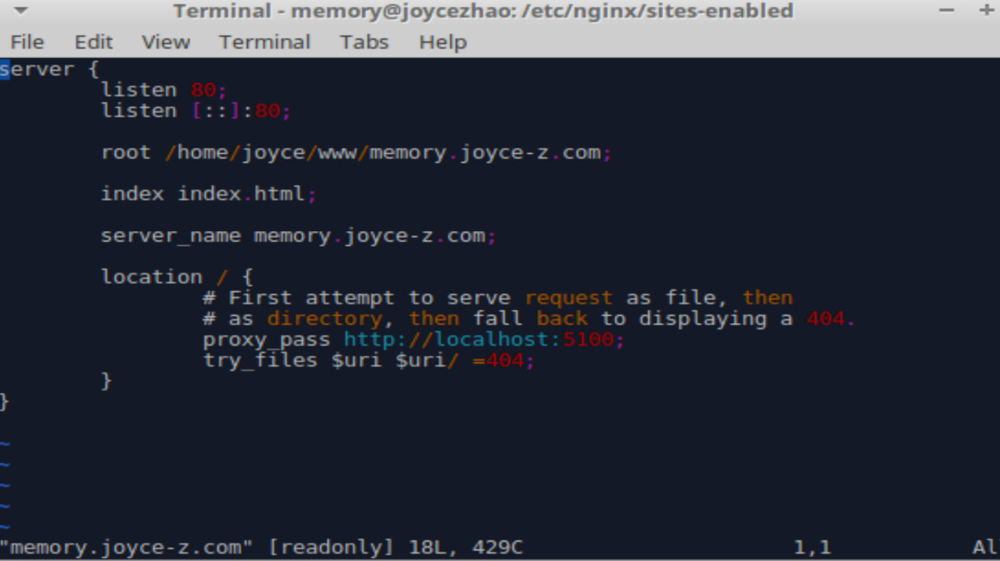 Terminal - memory@joycezhao: /etc/nginx/sites-enabled
File Edit View Terminal Tabs Help
server {
listen 80;
listen [::]:80;
root /home/joyce/www/memory.joyce-z.com;
index index.html;
server_name memory.joyce-z.com;
location / {
# First attempt to serve request as file, then
# as directory, then fall back to displaying a 404.
proxy_pass http://localhost:5100;
try_files $uri $uri/ =404;
}
}
~
~
~
~
~
"memory.joyce-z.com" [readonly] 18L, 429C 1,1 Al